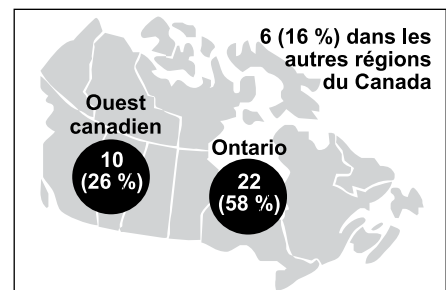 6 (16 %) dans les
autres régions
du Canada
Ouest
canadien
10
(26 %)
Ontario
22
(58 %)